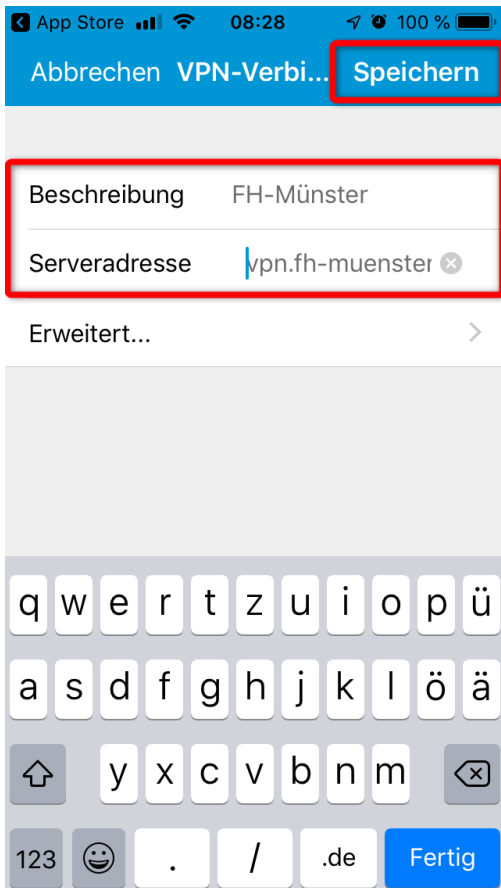 App Store 08:28 100 %
Abbrechen VPN-Verbi... Speichern
Beschreibung FH-Münster
Serveradresse vpn.fh-muenster
Erweitert...
q w e r t z u i o p ü
a s d f g h j k l ö ä
y x c v b n m
123 . / .de Fertig